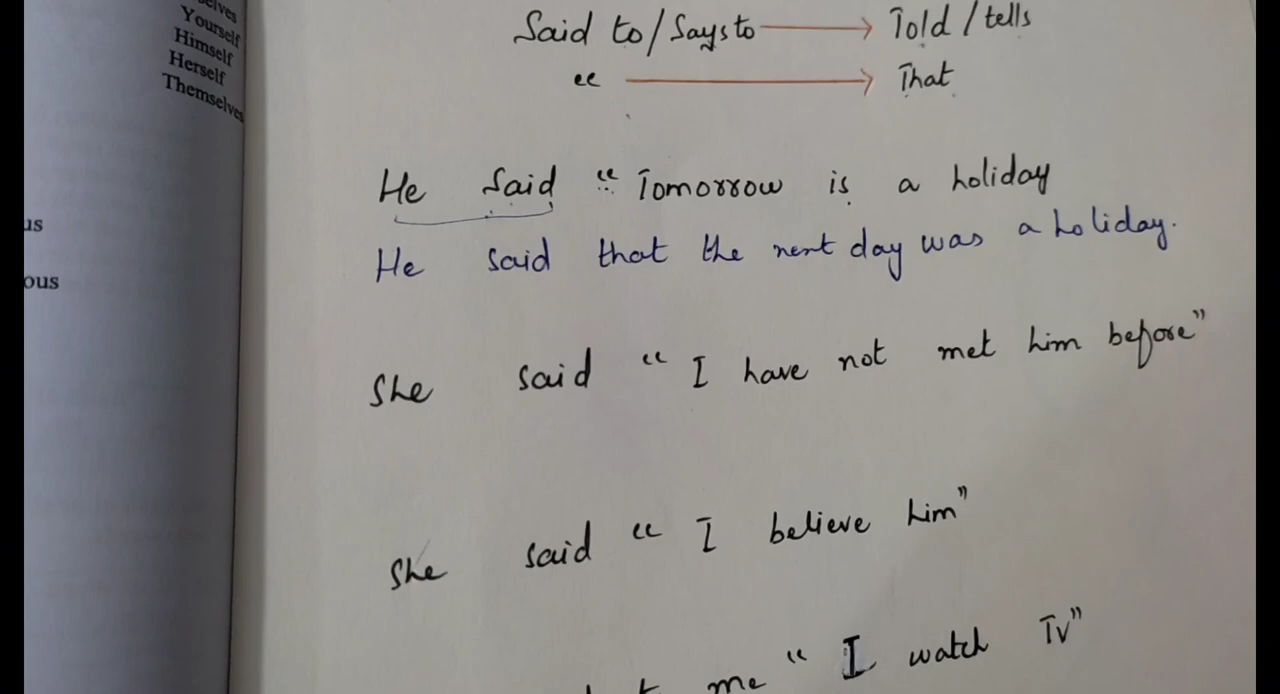 Yourself
Himself
Herself
Themselves
Said to/Says to → Told/tells
“ → That
He said “ Tomorrow is a holiday
He said that the next day was a holiday.
She said “ I have not met him before”
She said “ I believe him”
me “ I watch Tv”